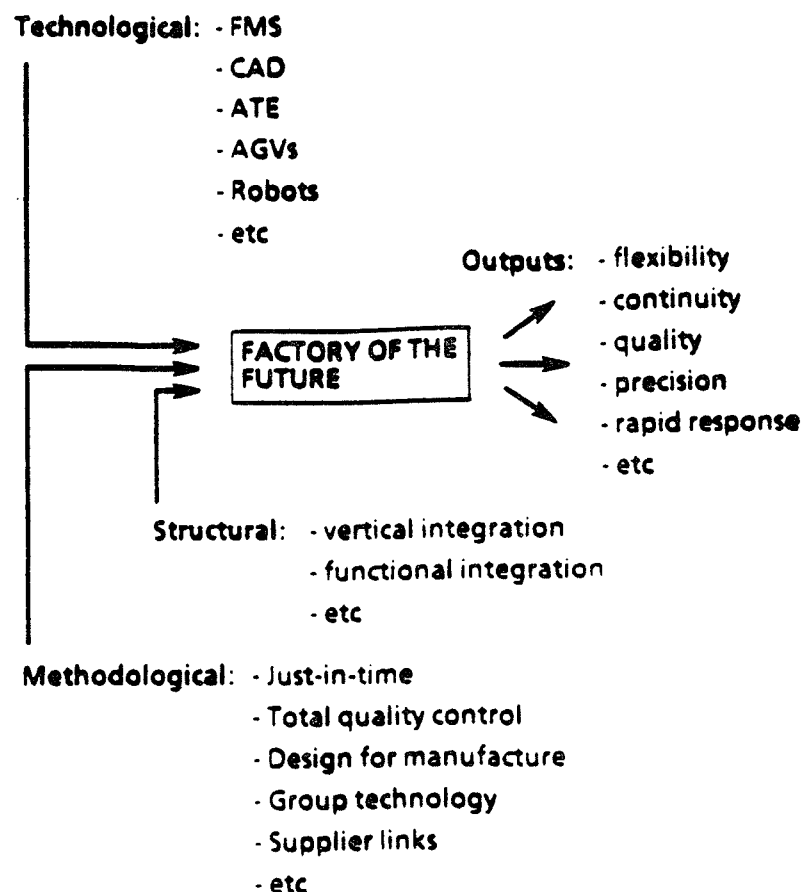 Technological: - FMS
- CAD
- ATE
- AGVs
- Robots
- etc
Outputs: - flexibility
- continuity
- quality
- precision
- rapid response
- etc
FACTORY OF THE
FUTURE
Structural: - vertical integration
- functional integration
- etc
Methodological: - Just-in-time
- Total quality control
- Design for manufacture
- Group technology
- Supplier links
- etc